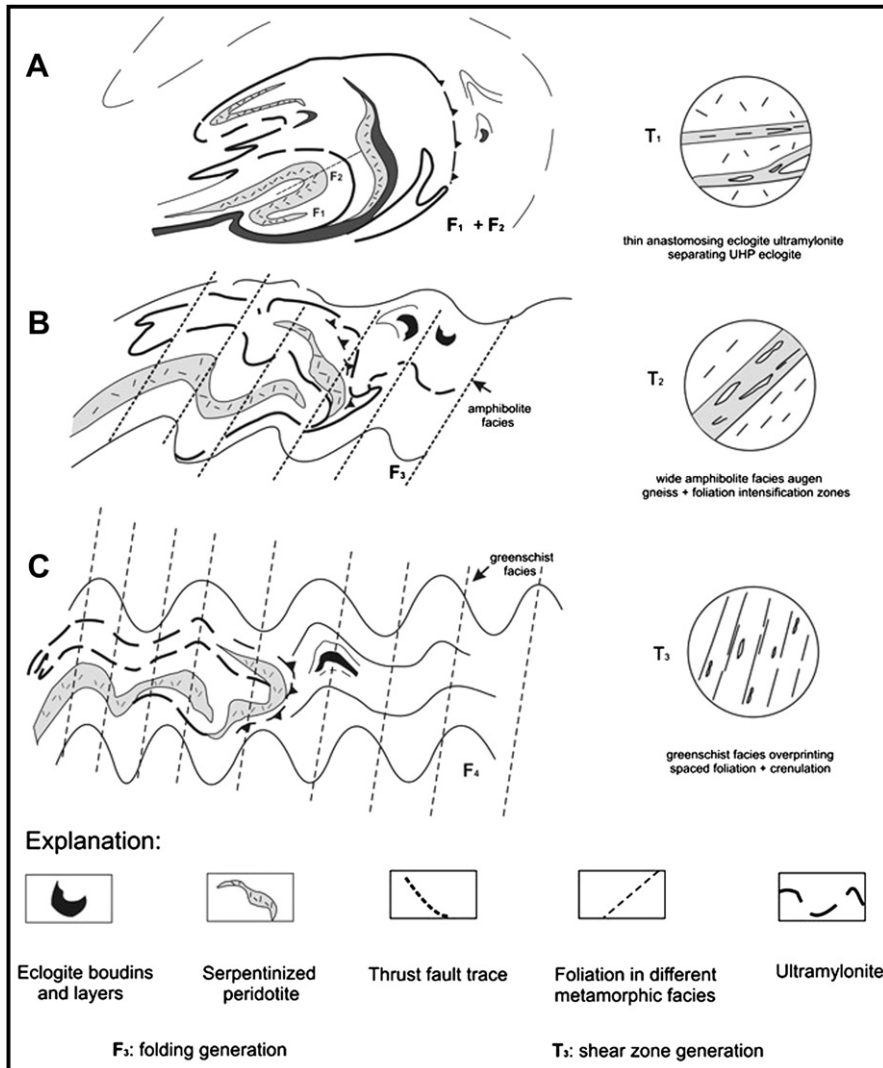 A
F₂
F₁
F₁ + F₂
T₁
thin anastomosing eclogite ultramylonite
separating UHP eclogite
B
amphibolite
facies
F₃
T₂
wide amphibolite facies augen
gneiss + foliation intensification zones
C
greenschist
facies
F₄
T₃
greenschist facies overprinting
spaced foliation + crenulation
Explanation:
Eclogite boudins
and layers
Serpentinized
peridotite
Thrust fault trace
Foliation in different
metamorphic facies
Ultramylonite
F₃: folding generation
T₃: shear zone generation